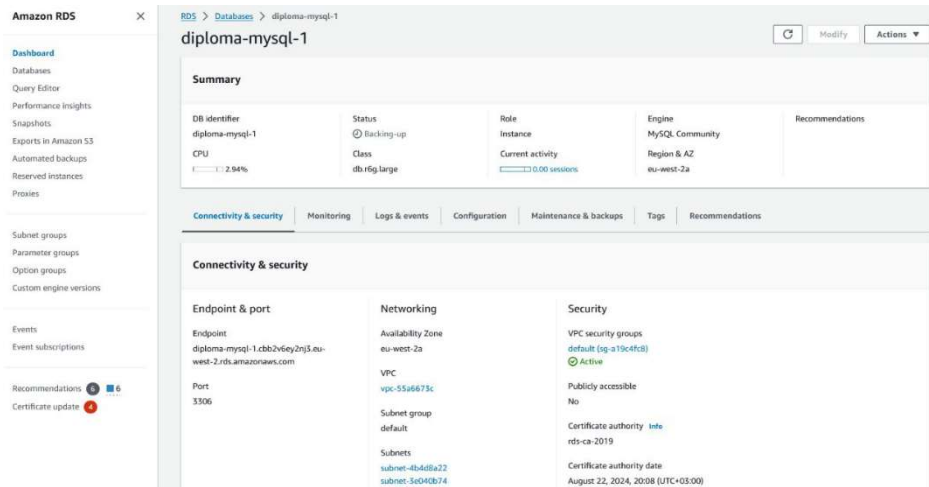 Amazon RDS
Dashboard
Databases
Query Editor
Performance insights
Snapshots
Exports in Amazon S3
Automated backups
Reserved instances
Proxies
Subnet groups
Parameter groups
Option groups
Custom engine versions
Events
Event subscriptions
Recommendations 6 6
Certificate update 4
RDS > Databases > diploma-mysql-1
diploma-mysql-1
Modify
Actions
Summary
DB identifier
diploma-mysql-1
Status
Backing-up
Role
Instance
Engine
MySQL Community
Recommendations
CPU
2.94%
Class
db.r6g.large
Current activity
0.00 sessions
Region & AZ
eu-west-2a
Connectivity & security
Monitoring
Logs & events
Configuration
Maintenance & backups
Tags
Recommendations
Connectivity & security
Endpoint & port
Endpoint
diploma-mysql-1.cbb2v6ey2nj3.eu-
west-2.rds.amazonaws.com
Port
3306
Networking
Availability Zone
eu-west-2a
VPC
vpc-55a6673c
Subnet group
default
Subnets
subnet-4b4d8a22
subnet-3e040b74
Security
VPC security groups
default (sg-a19c4fc8)
Active
Publicly accessible
No
Certificate authority Info
rds-ca-2019
Certificate authority date
August 22, 2024, 20:08 (UTC+03:00)